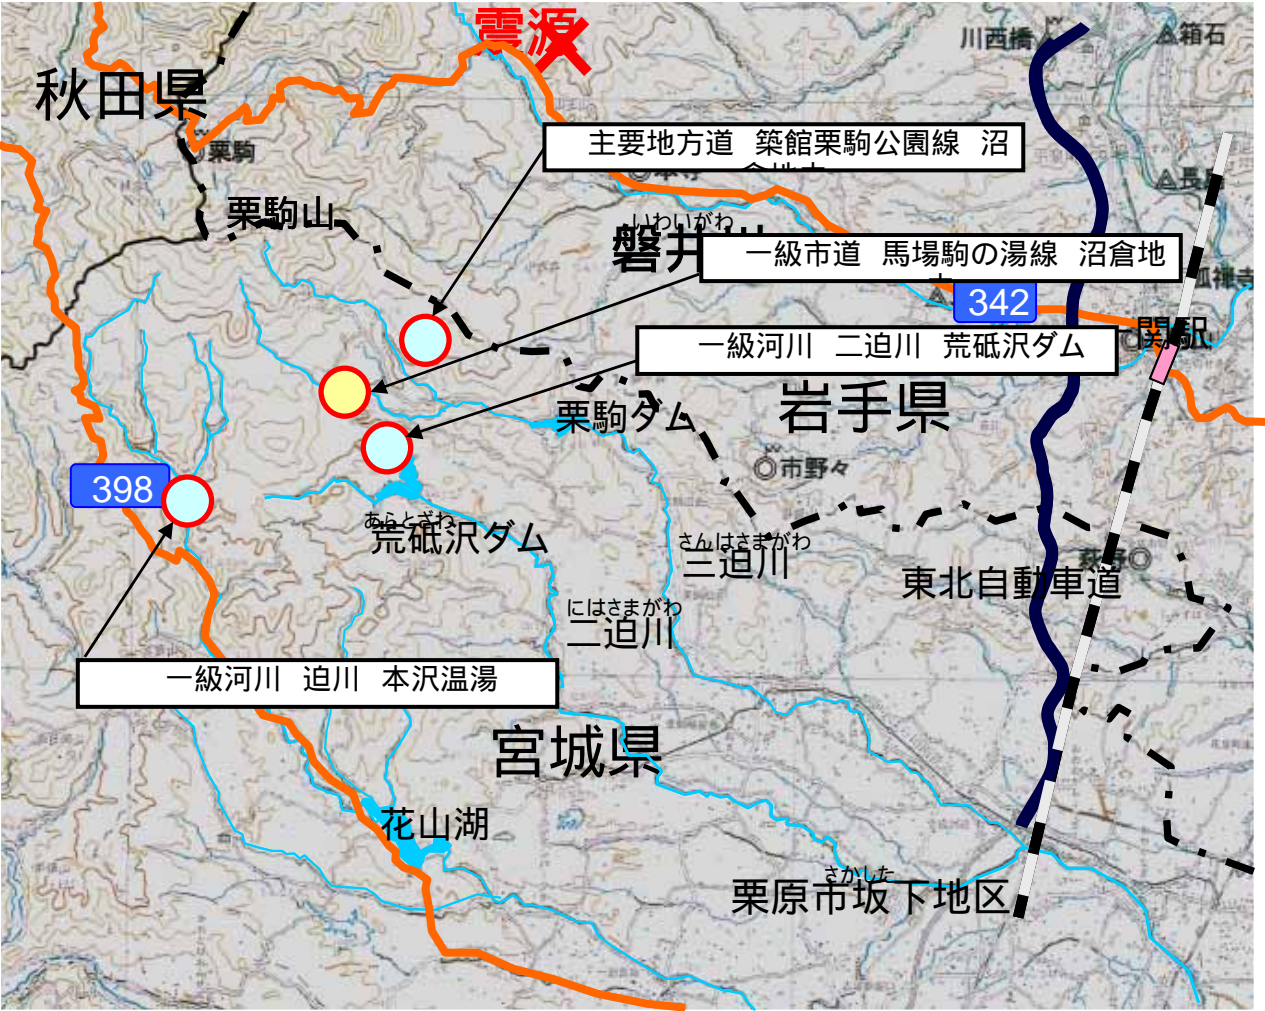 震源
川西橋
箱石
秋田県
主要地方道 築館栗駒公園線 沼
栗駒
栗駒山
いわいがわ
磐井川
一級市道 馬場駒の湯線 沼倉地
342
一級河川 二迫川 荒砥沢ダム
関駅
岩手県
栗駒ダム
市野々
398
あらとざわ
荒砥沢ダム
さんはさまがわ
三迫川
萩荘
東北自動車道
にはさまがわ
二迫川
一級河川 迫川 本沢温湯
宮城県
花山湖
さかした
栗原市坂下地区